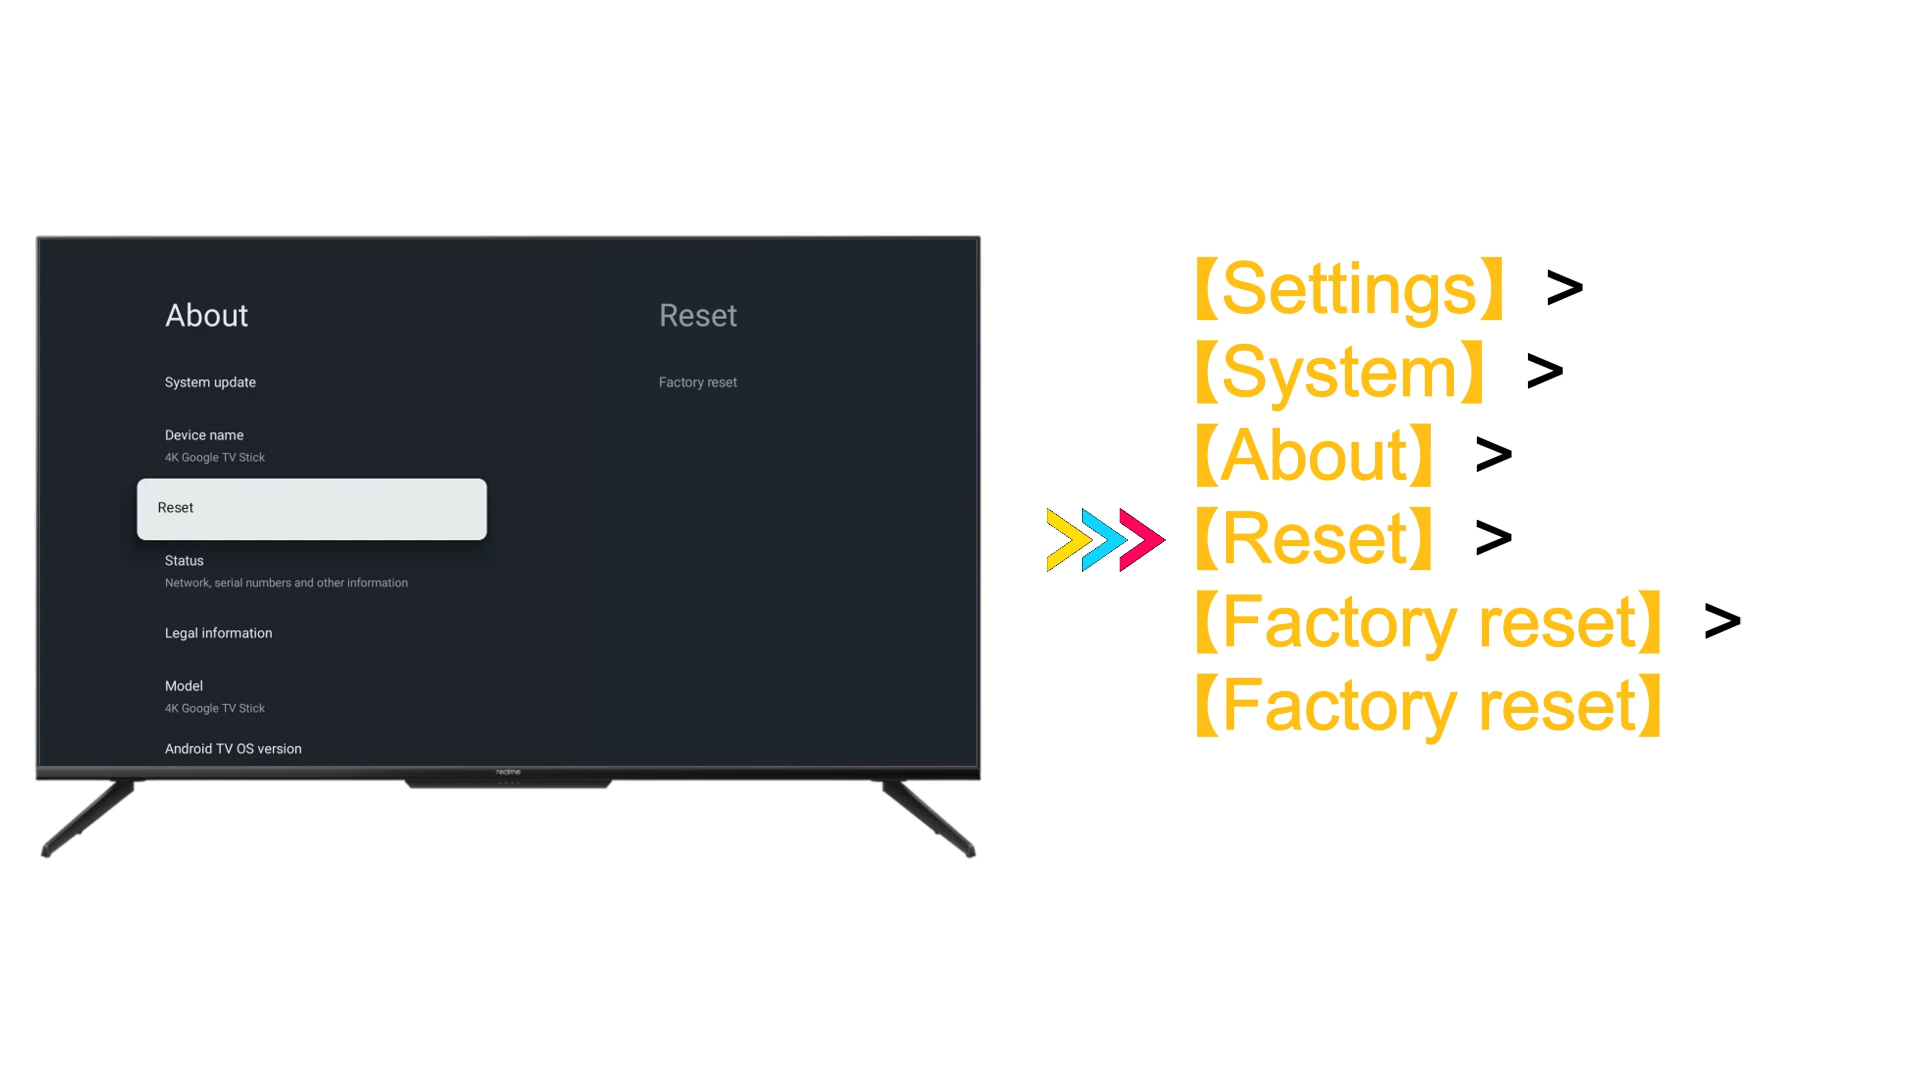 About
System update
Device name
4K Google TV Stick
Reset
Status
Network, serial numbers and other information
Legal information
Model
4K Google TV Stick
Android TV OS version
Reset
Factory reset
realme
【Settings】 >
【System】 >
【About】 >
【Reset】 >
【Factory reset】 >
【Factory reset】